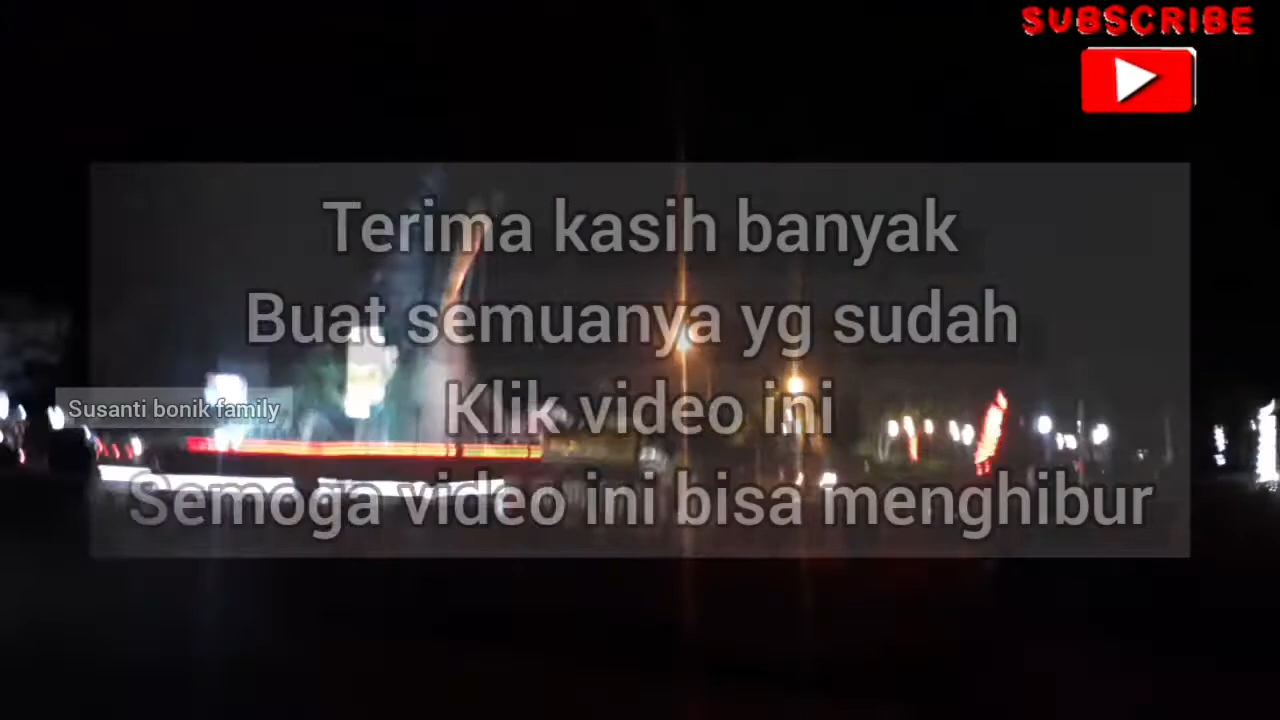 SUBSCRIBE
Terima kasih banyak
Buat semuanya yg sudah
Klik video ini
Susanti bonik family
Semoga video ini bisa menghibur